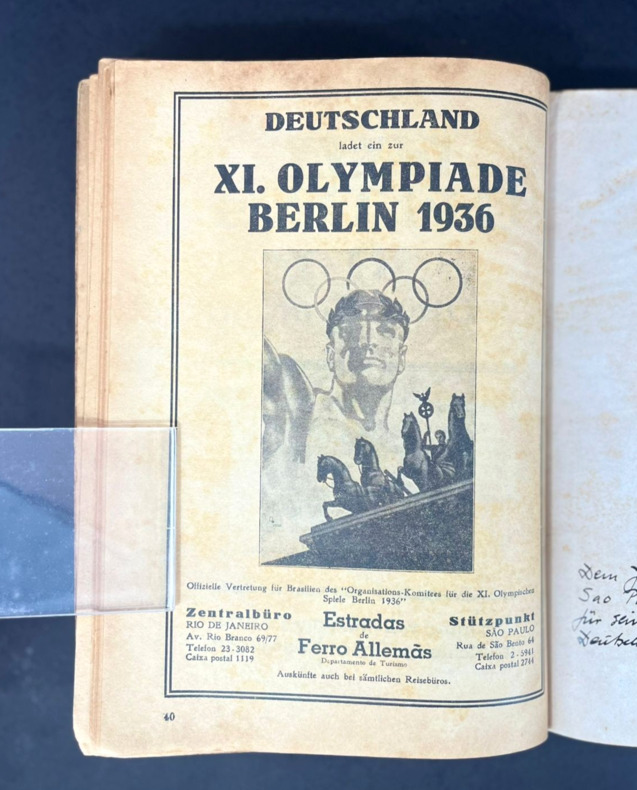 DEUTSCHLAND
ladet ein zur
XI. OLYMPIADE
BERLIN 1936
Offizielle Vertretung für Brasilien des "Organisations-Komitees für die XI. Olympischen
Spiele Berlin 1936"
Zentralbüro
RIO DE JANEIRO
Av. Rio Branco 69/77
Telefon 23-3082
Caixa postal 1119
Estradas
de
Ferro Allemãs
Departamento de Turismo
Stützpunkt
SÃO PAULO
Rua de São Bento 64
Telefon 2-5941
Caixa postal 2744
Auskünfte auch bei sämtlichen Reisebüros.
40
Dem
Sao
für